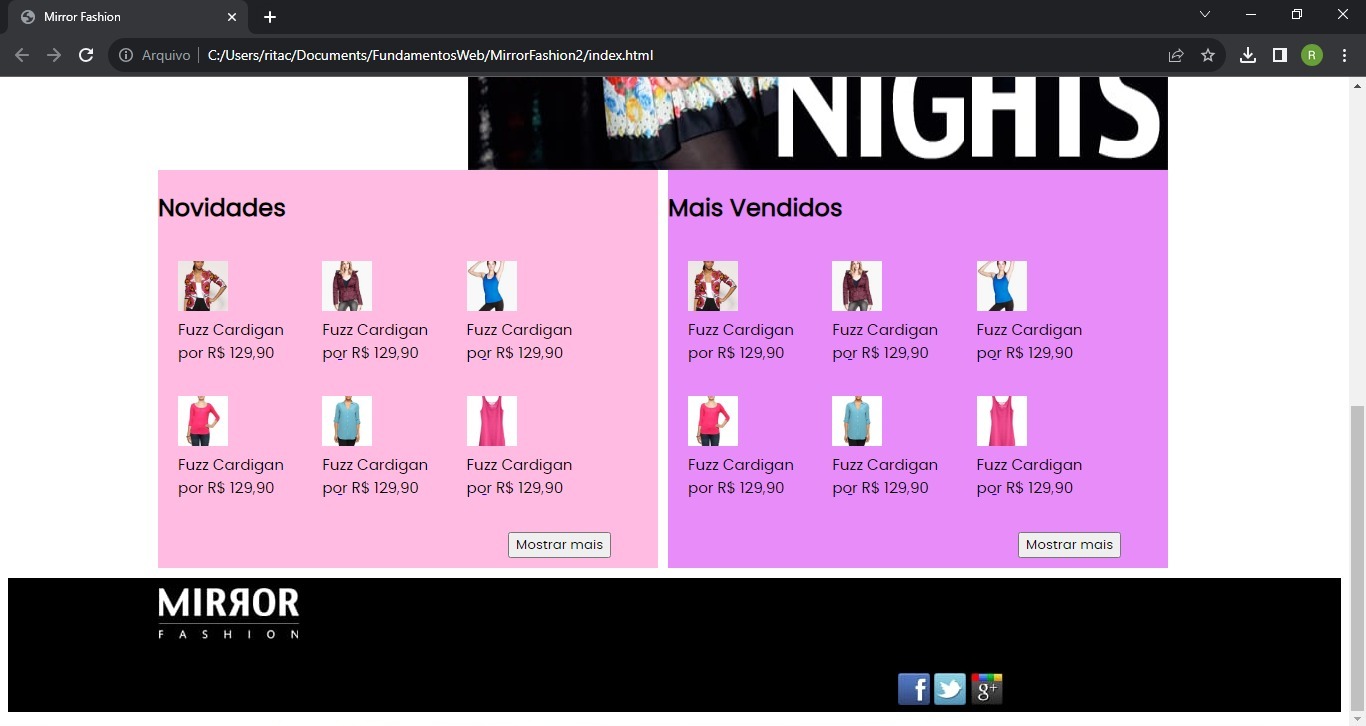 Mirror Fashion
Arquivo C:/Users/ritac/Documents/FundamentosWeb/MirrorFashion2/index.html
R
NIGHTS
Novidades
Mais Vendidos
Fuzz Cardigan
por R$ 129,90
Fuzz Cardigan
por R$ 129,90
Fuzz Cardigan
por R$ 129,90
Fuzz Cardigan
por R$ 129,90
Fuzz Cardigan
por R$ 129,90
Fuzz Cardigan
por R$ 129,90
Fuzz Cardigan
por R$ 129,90
Fuzz Cardigan
por R$ 129,90
Fuzz Cardigan
por R$ 129,90
Fuzz Cardigan
por R$ 129,90
Fuzz Cardigan
por R$ 129,90
Fuzz Cardigan
por R$ 129,90
Mostrar mais
Mostrar mais
MIRROR
FASHION
f
g+